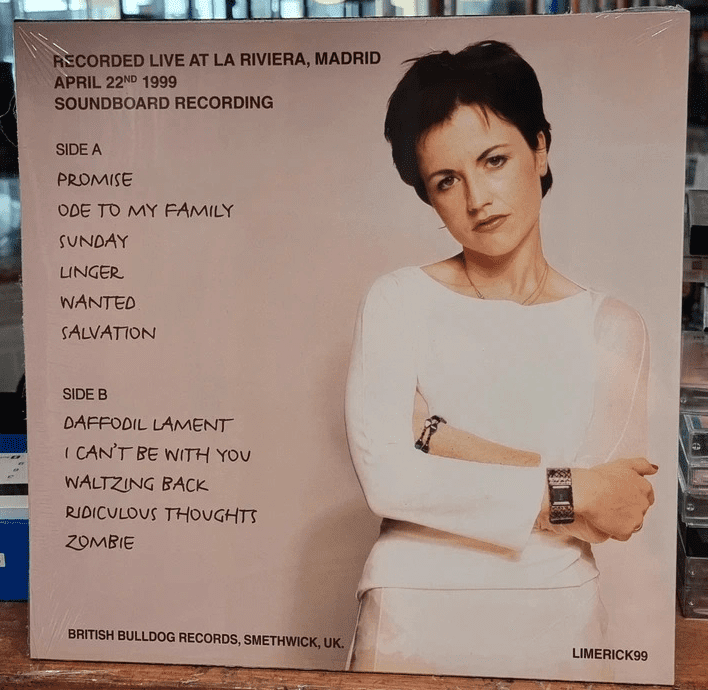 RECORDED LIVE AT LA RIVIERA, MADRID
APRIL 22ND 1999
SOUNDBOARD RECORDING
SIDE A
PROMISE
ODE TO MY FAMILY
SUNDAY
LINGER
WANTED
SALVATION
SIDE B
DAFFODIL LAMENT
I CAN'T BE WITH YOU
WALTZING BACK
RIDICULOUS THOUGHTS
ZOMBIE
BRITISH BULLDOG RECORDS, SMETHWICK, UK.
LIMERICK99